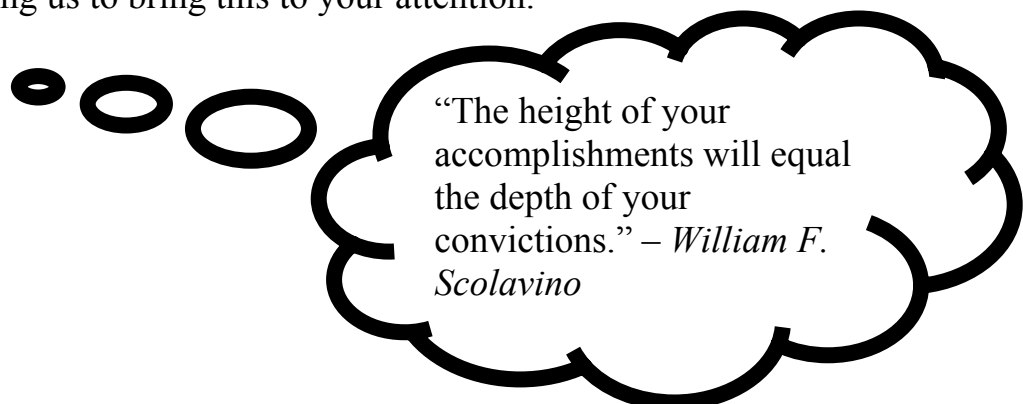 ng us to bring this to your attention.
“The height of your
accomplishments will equal
the depth of your
convictions.” – William F.
Scolavino